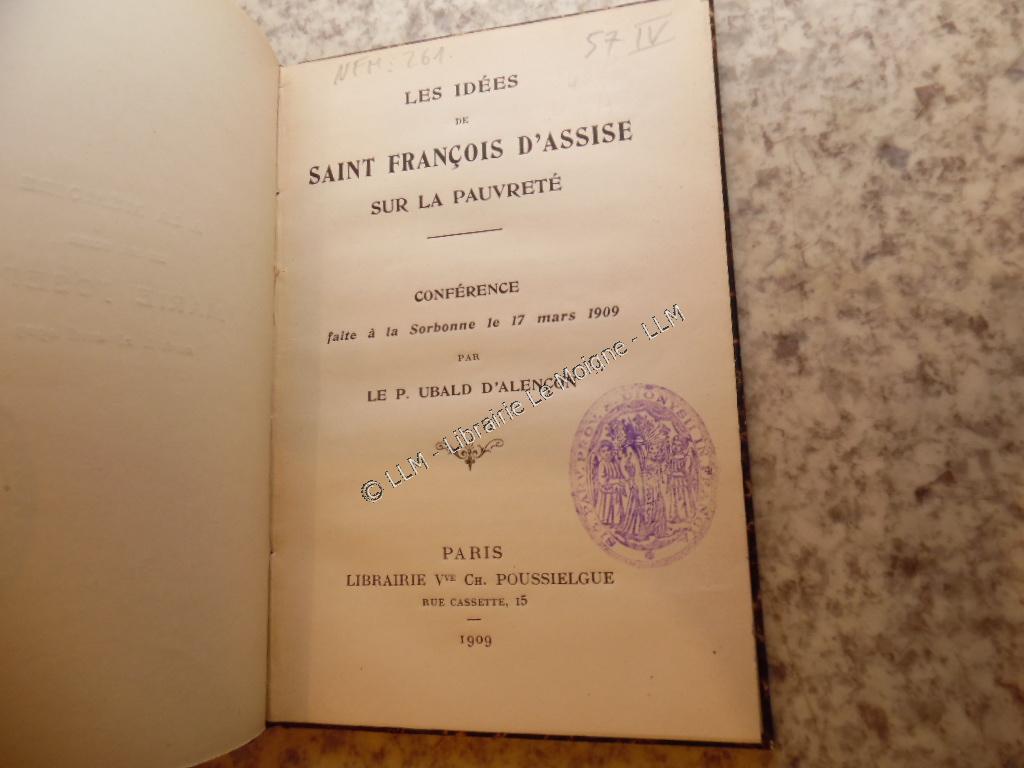 NFM: 261.
57 IV
LES IDÉES
DE
SAINT FRANÇOIS D'ASSISE
SUR LA PAUVRETÉ
CONFÉRENCE
faite à la Sorbonne le 17 mars 1909
PAR
LE P. UBALD D'ALENÇON
© LLM - Librairie Le Moigne - LLM
PARIS
LIBRAIRIE Vve CH. POUSSIELGUE
RUE CASSETTE, 15
1909